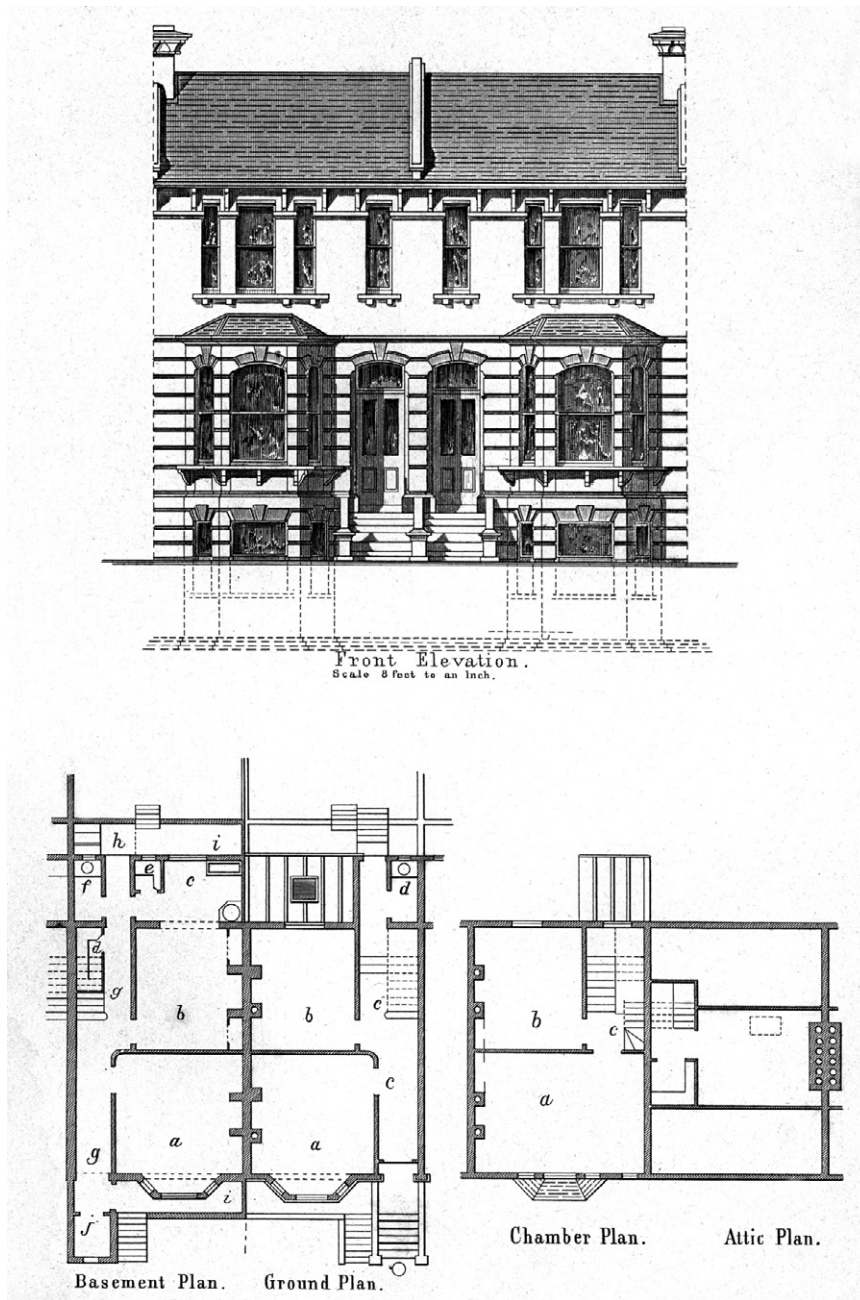 Front Elevation.
Scale 8 feet to an Inch.
h
i
f
e
c
d
d
g
b
b
c
c
b
c
a
a
a
g
i
f
Basement Plan.
Ground Plan.
Chamber Plan.
Attic Plan.